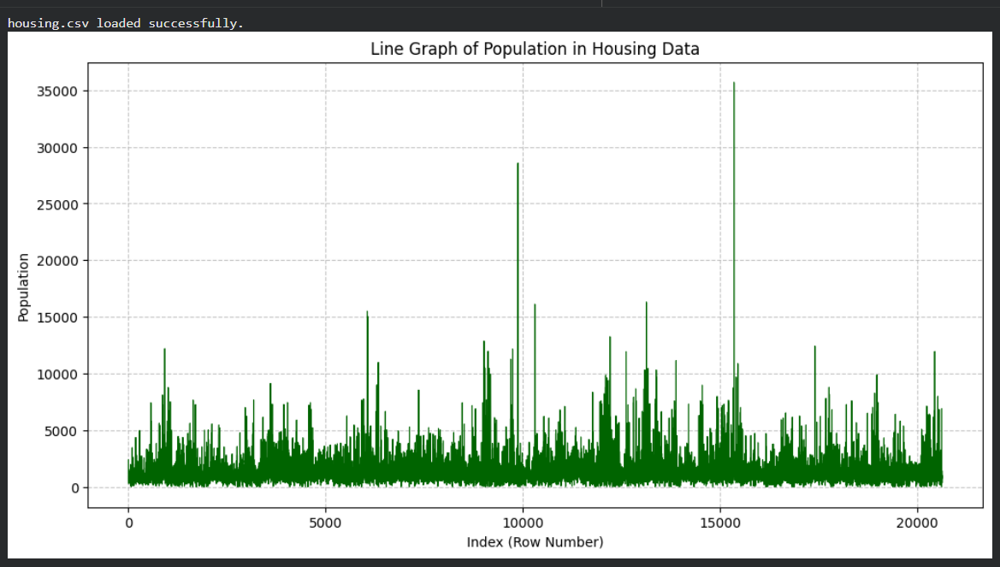 housing.csv loaded successfully.
Line Graph of Population in Housing Data
35000
30000
25000
20000
15000
10000
5000
0
Population
0 5000 10000 15000 20000
Index (Row Number)